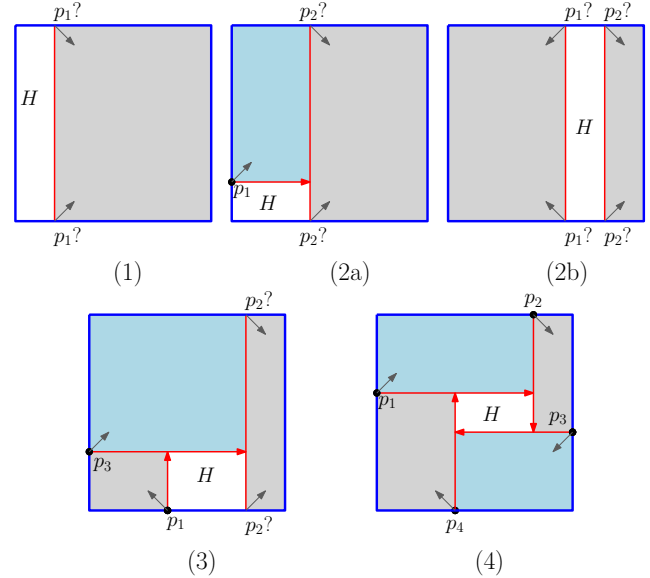 p₁? p₂? p₁? p₂?
H H H
p₁
p₁? p₂? p₁? p₂?
(1) (2a) (2b)
p₂? p₂
p₁ H p₃
p₃ H
p₁ p₂? p₄
(3) (4)